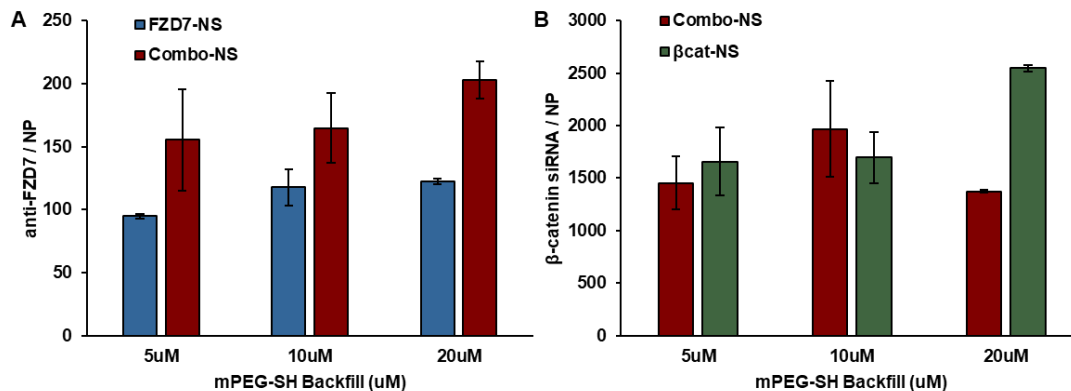 A
anti-FZD7 / NP
250
200
150
100
50
0
FZD7-NS
Combo-NS
5uM
10uM
20uM
mPEG-SH Backfill (uM)
B
β-catenin siRNA / NP
3000
2500
2000
1500
1000
500
0
Combo-NS
βcat-NS
5uM
10uM
20uM
mPEG-SH Backfill (uM)